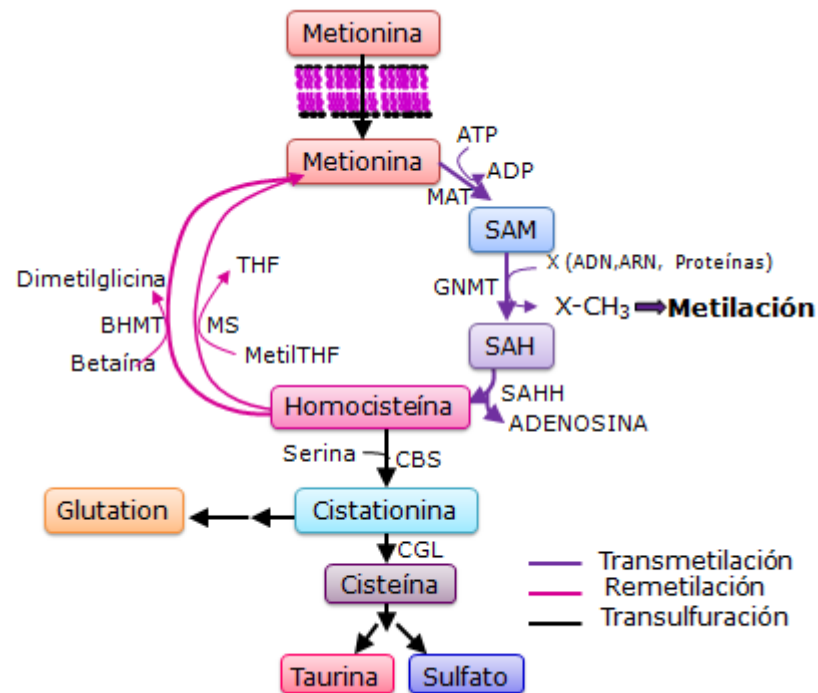 Metionina
Metionina
ATP
ADP
MAT
SAM
X (ADN,ARN, Proteínas)
GNMT
X-CH₃ Metilación
SAH
THF
Dimetilglicina
BHMT
MS
Betaína
MetilTHF
SAHH
ADENOSINA
Homocisteína
Serina
CBS
Glutation
Cistationina
CGL
Cisteína
Taurina
Sulfato
Transmetilación
Remetilación
Transulfuración